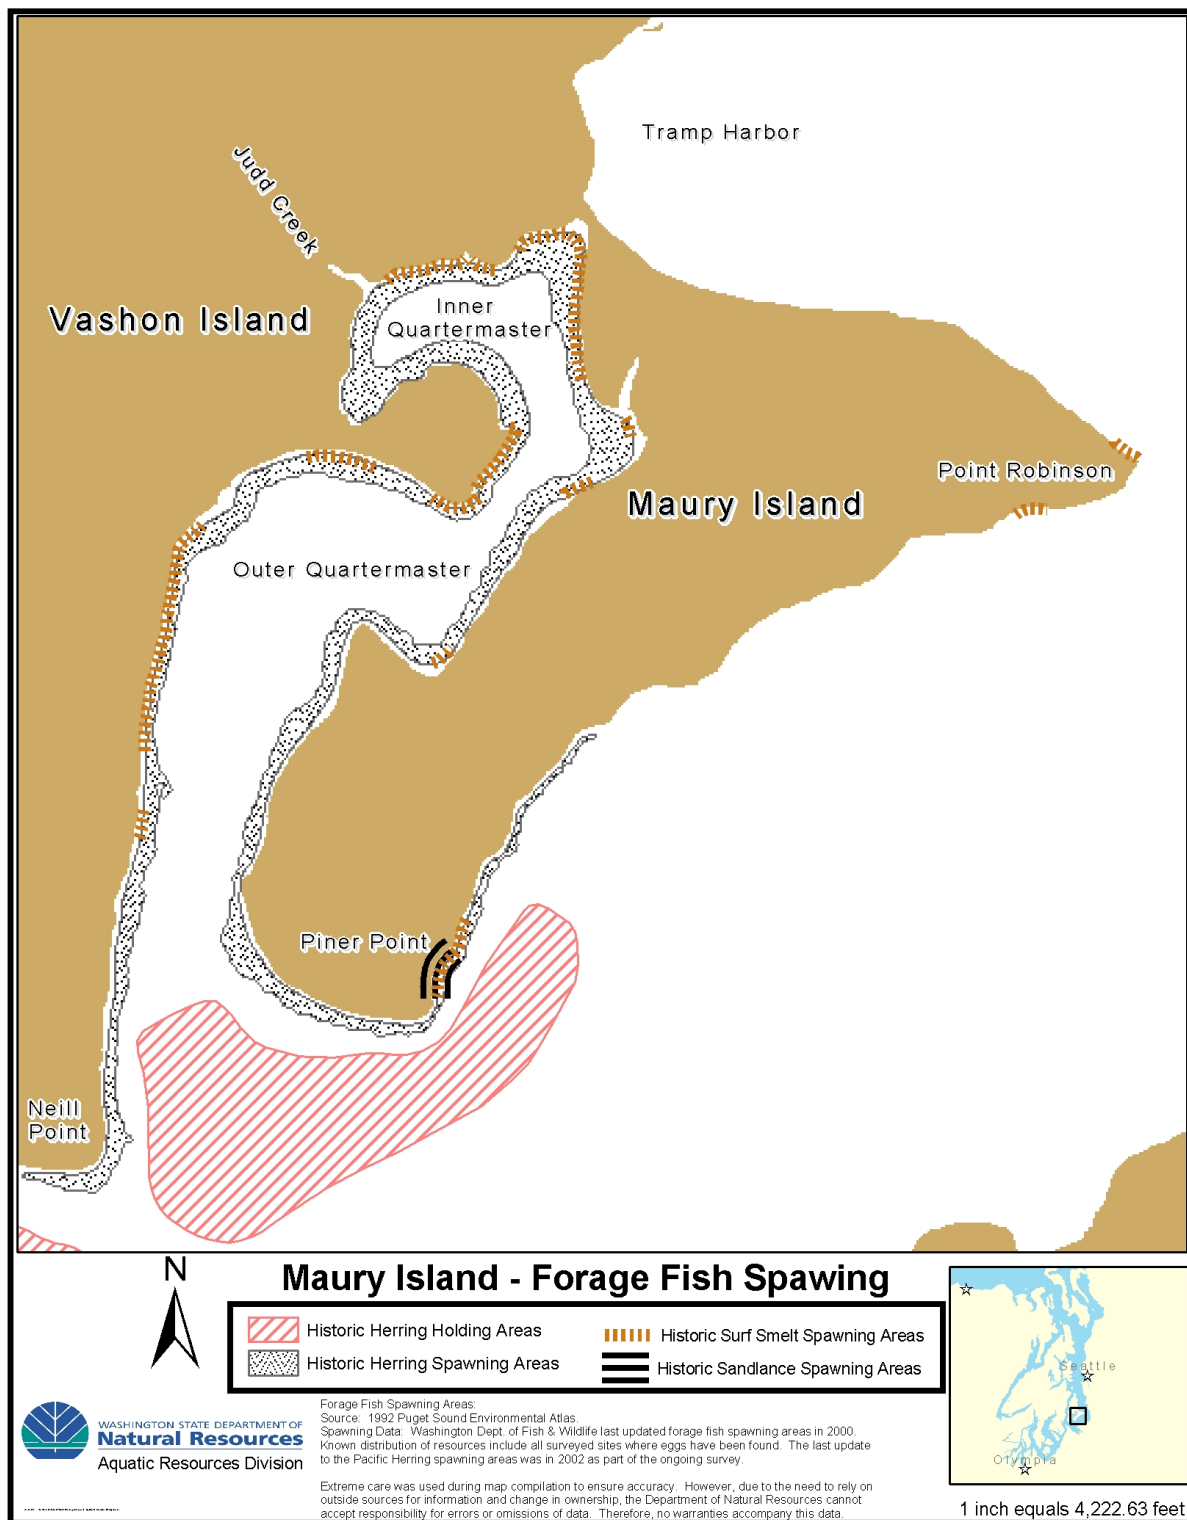 Tramp Harbor
Judd Creek
Vashon Island
Inner
Quartermaster
Point Robinson
Maury Island
Outer Quartermaster
Piner Point
Neill
Point
N
Maury Island - Forage Fish Spawing
Historic Herring Holding Areas
Historic Surf Smelt Spawning Areas
Historic Herring Spawning Areas
Historic Sandlance Spawning Areas
Seattle
Olympia
WASHINGTON STATE DEPARTMENT OF
Natural Resources
Aquatic Resources Division
Forage Fish Spawning Areas:
Source: 1992 Puget Sound Environmental Atlas.
Spawning Data: Washington Dept. of Fish & Wildlife last updated forage fish spawning areas in 2000.
Known distribution of resources include all surveyed sites where eggs have been found. The last update
to the Pacific Herring spawning areas was in 2002 as part of the ongoing survey.
Extreme care was used during map compilation to ensure accuracy. However, due to the need to rely on
outside sources for information and change in ownership, the Department of Natural Resources cannot
accept responsibility for errors or omissions of data. Therefore, no warranties accompany this data.
1 inch equals 4,222.63 feet